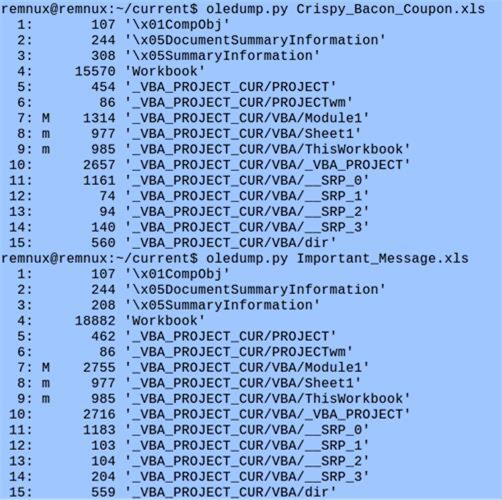 remnux@remnux:~/current$ oledump.py Crispy_Bacon_Coupon.xls
1: 107 '\x01CompObj'
2: 244 '\x05DocumentSummaryInformation'
3: 308 '\x05SummaryInformation'
4: 15570 'Workbook'
5: 454 '_VBA_PROJECT_CUR/PROJECT'
6: 86 '_VBA_PROJECT_CUR/PROJECTwm'
7: M 1314 '_VBA_PROJECT_CUR/VBA/Module1'
8: m 977 '_VBA_PROJECT_CUR/VBA/Sheet1'
9: m 985 '_VBA_PROJECT_CUR/VBA/ThisWorkbook'
10: 2657 '_VBA_PROJECT_CUR/VBA/_VBA_PROJECT'
11: 1161 '_VBA_PROJECT_CUR/VBA/__SRP_0'
12: 74 '_VBA_PROJECT_CUR/VBA/__SRP_1'
13: 94 '_VBA_PROJECT_CUR/VBA/__SRP_2'
14: 140 '_VBA_PROJECT_CUR/VBA/__SRP_3'
15: 560 '_VBA_PROJECT_CUR/VBA/dir'
remnux@remnux:~/current$ oledump.py Important_Message.xls
1: 107 '\x01CompObj'
2: 244 '\x05DocumentSummaryInformation'
3: 208 '\x05SummaryInformation'
4: 18882 'Workbook'
5: 462 '_VBA_PROJECT_CUR/PROJECT'
6: 86 '_VBA_PROJECT_CUR/PROJECTwm'
7: M 2755 '_VBA_PROJECT_CUR/VBA/Module1'
8: m 977 '_VBA_PROJECT_CUR/VBA/Sheet1'
9: m 985 '_VBA_PROJECT_CUR/VBA/ThisWorkbook'
10: 2716 '_VBA_PROJECT_CUR/VBA/_VBA_PROJECT'
11: 1183 '_VBA_PROJECT_CUR/VBA/__SRP_0'
12: 103 '_VBA_PROJECT_CUR/VBA/__SRP_1'
13: 104 '_VBA_PROJECT_CUR/VBA/__SRP_2'
14: 204 '_VBA_PROJECT_CUR/VBA/__SRP_3'
15: 559 '_VBA_PROJECT_CUR/VBA/dir'